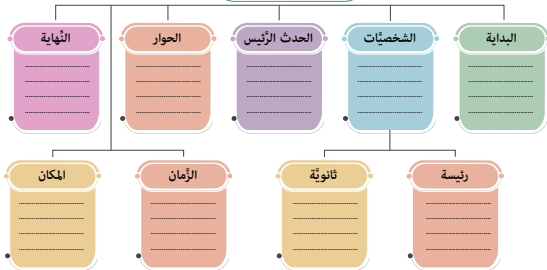 البداية
الشخصيَّات
الحدث الرَّئيس
الحوار
النِّهاية
رئيسة
ثانويَّة
الزَّمان
المكان